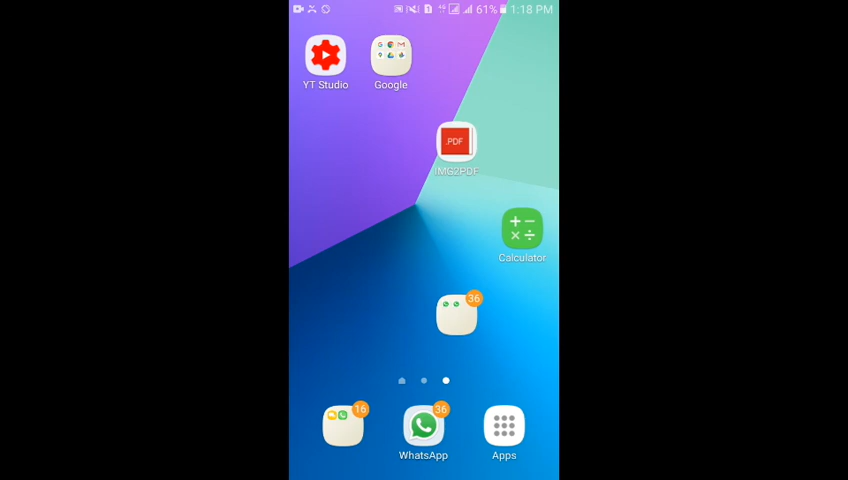 61% 1:18 PM
YT Studio
Google
.PDF
IMG2PDF
Calculator
36
16
36
WhatsApp
Apps